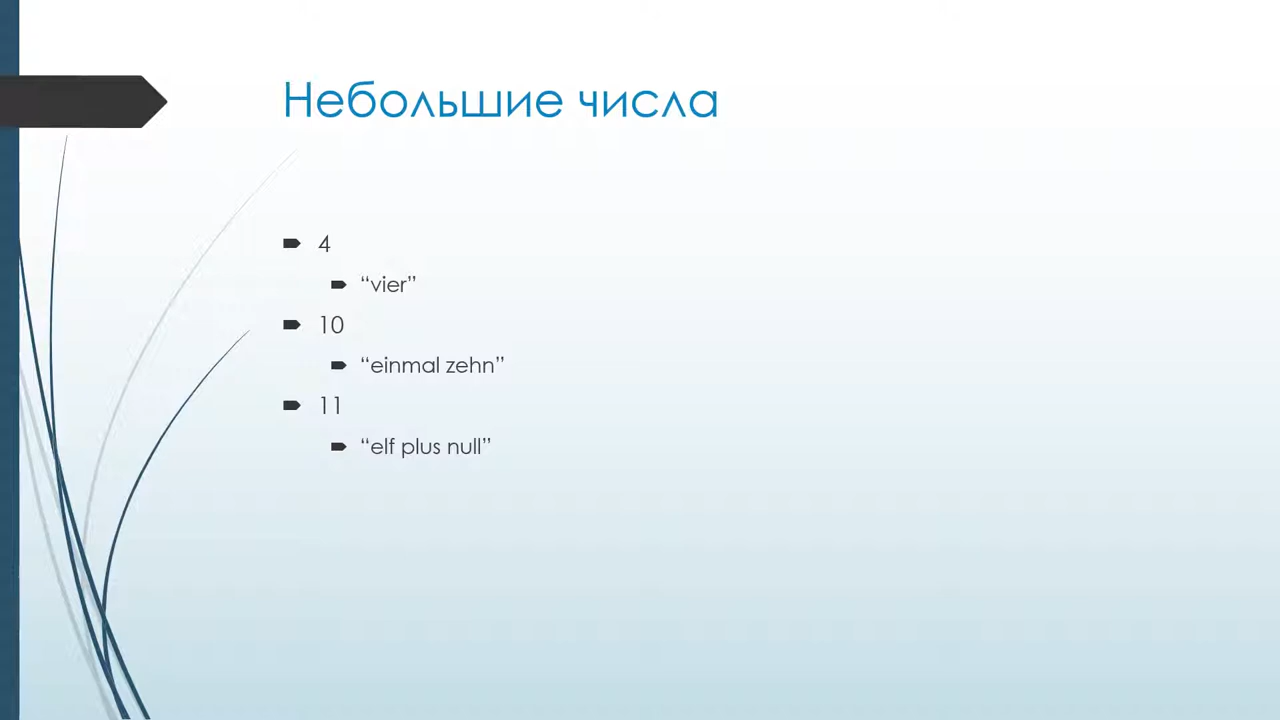 Небольшие числа
4
“vier”
10
“einmal zehn”
11
“elf plus null”